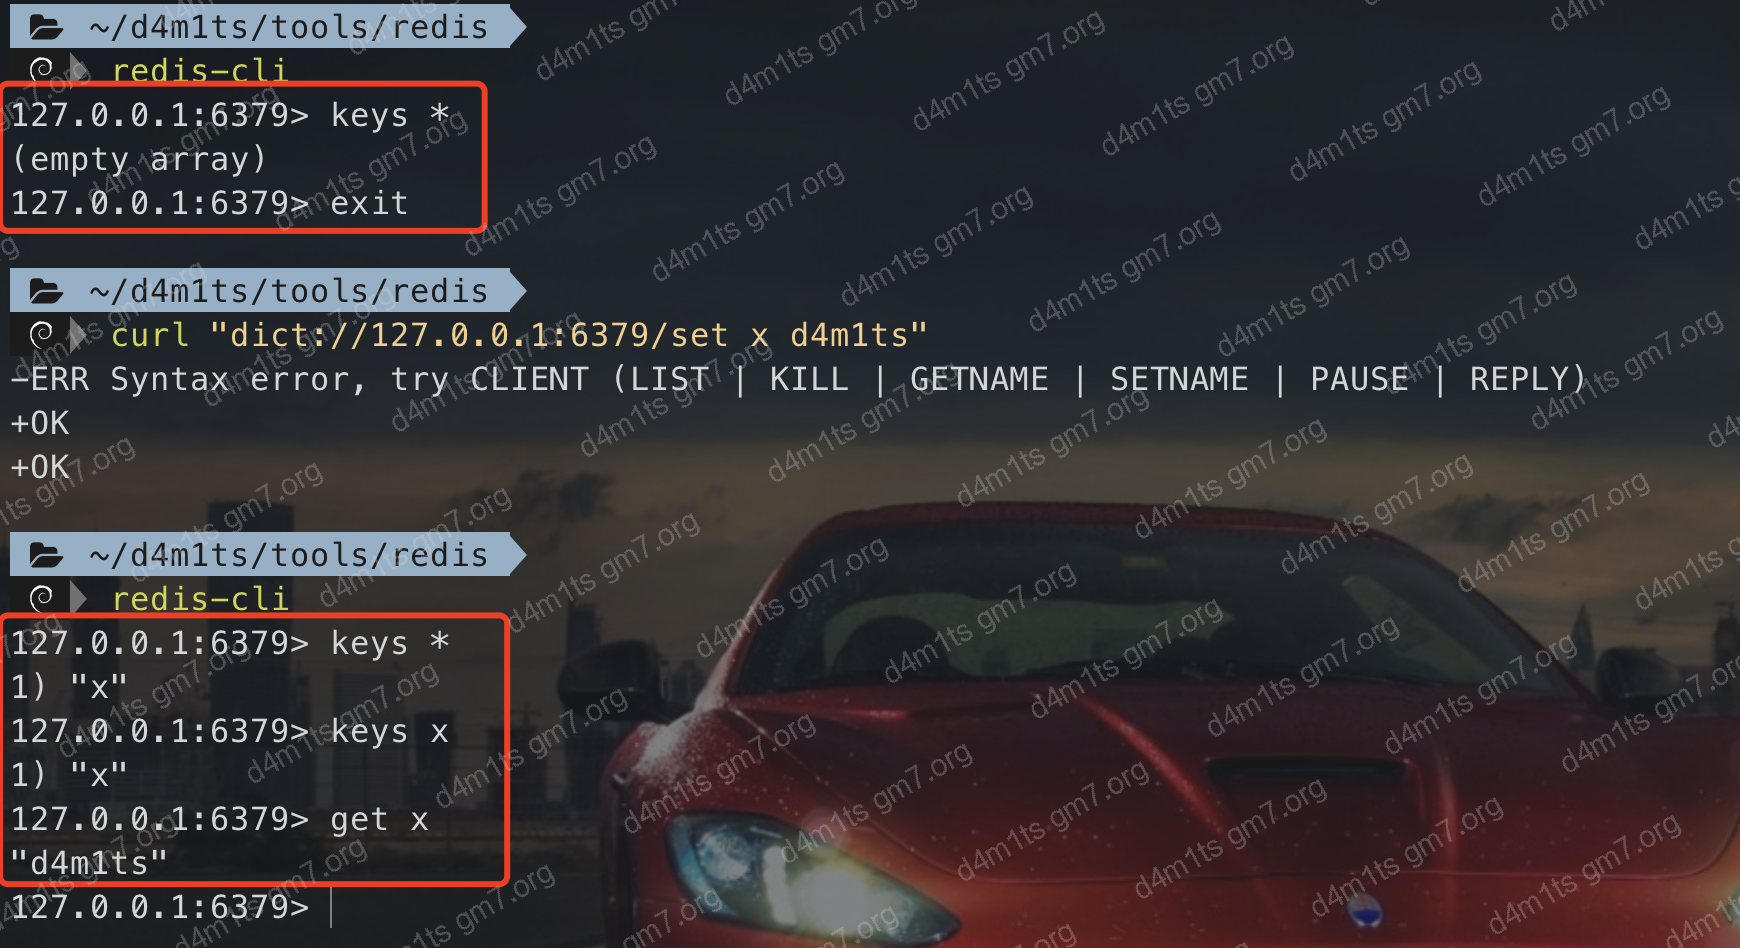 ~/d4m1ts/tools/redis
redis-cli
127.0.0.1:6379> keys *
(empty array)
127.0.0.1:6379> exit
~/d4m1ts/tools/redis
curl "dict://127.0.0.1:6379/set x d4m1ts"
-ERR Syntax error, try CLIENT (LIST | KILL | GETNAME | SETNAME | PAUSE | REPLY)
+OK
+OK
~/d4m1ts/tools/redis
redis-cli
127.0.0.1:6379> keys *
1) "x"
127.0.0.1:6379> keys x
1) "x"
127.0.0.1:6379> get x
"d4m1ts"
127.0.0.1:6379>
d4m1ts gm7.org